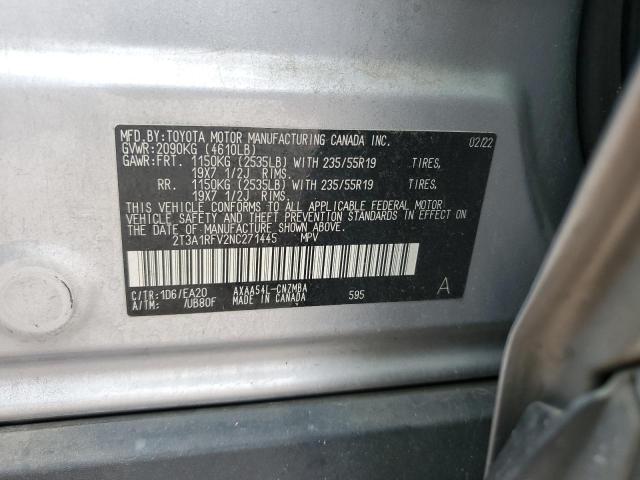 MFD.BY:TOYOTA MOTOR MANUFACTURING CANADA INC. 02/22
GVWR:2090KG (4610LB)
GAWR:FRT. 1150KG (2535LB) WITH 235/55R19 TIRES,
19X7 1/2J RIMS.
RR. 1150KG (2535LB) WITH 235/55R19 TIRES,
19X7 1/2J RIMS.
THIS VEHICLE CONFORMS TO ALL APPLICABLE FEDERAL MOTOR
VEHICLE SAFETY AND THEFT PREVENTION STANDARDS IN EFFECT
ON THE DATE OF MANUFACTURE SHOWN ABOVE.
2T3A1RFV2NC271445 MPV
C/TR:1D6/EA20 AXAA54L-CNZMBA 595 A
A/TM: /UB80F MADE IN CANADA